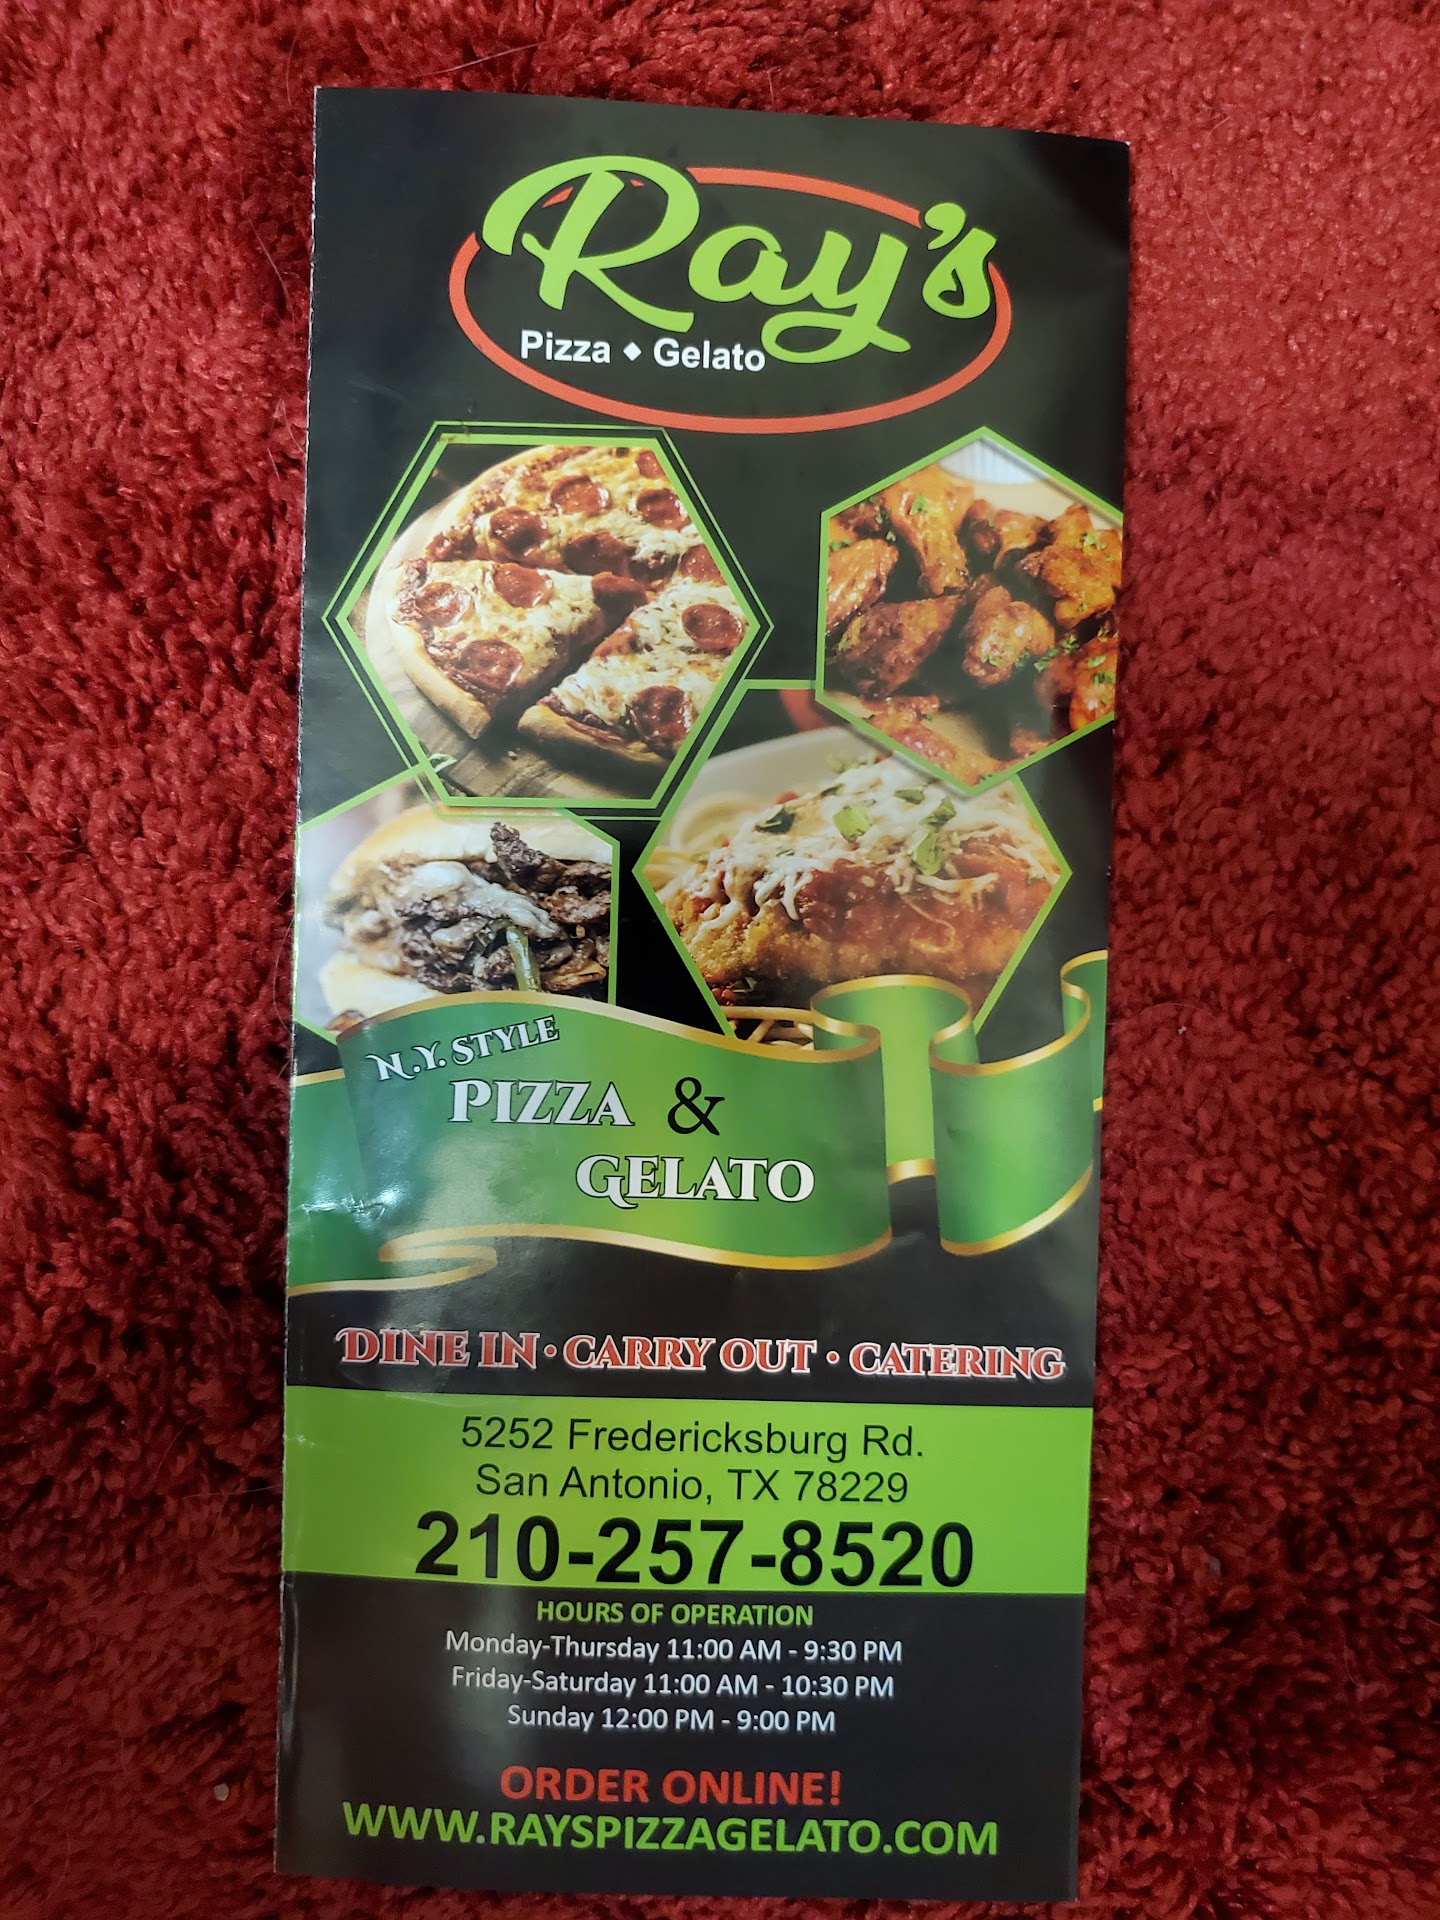 Ray's
Pizza ◆ Gelato
N.Y. STYLE
PIZZA &
GELATO
DINE IN • CARRY OUT • CATERING
5252 Fredericksburg Rd.
San Antonio, TX 78229
210-257-8520
HOURS OF OPERATION
Monday-Thursday 11:00 AM - 9:30 PM
Friday-Saturday 11:00 AM - 10:30 PM
Sunday 12:00 PM - 9:00 PM
ORDER ONLINE!
WWW.RAYSPIZZAGELATO.COM